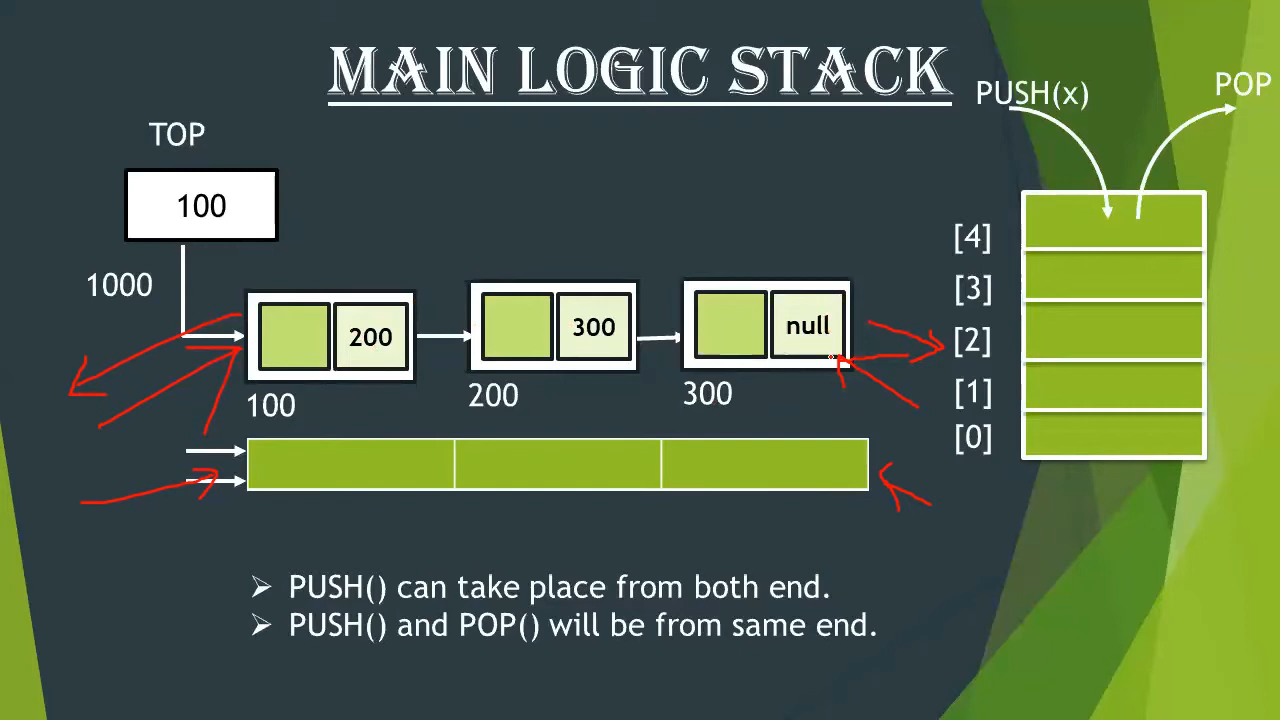 MAIN LOGIC STACK
PUSH(x)
POP
TOP
100
1000
200
300
null
100
200
300
[4]
[3]
[2]
[1]
[0]
➢ PUSH() can take place from both end.
➢ PUSH() and POP() will be from same end.